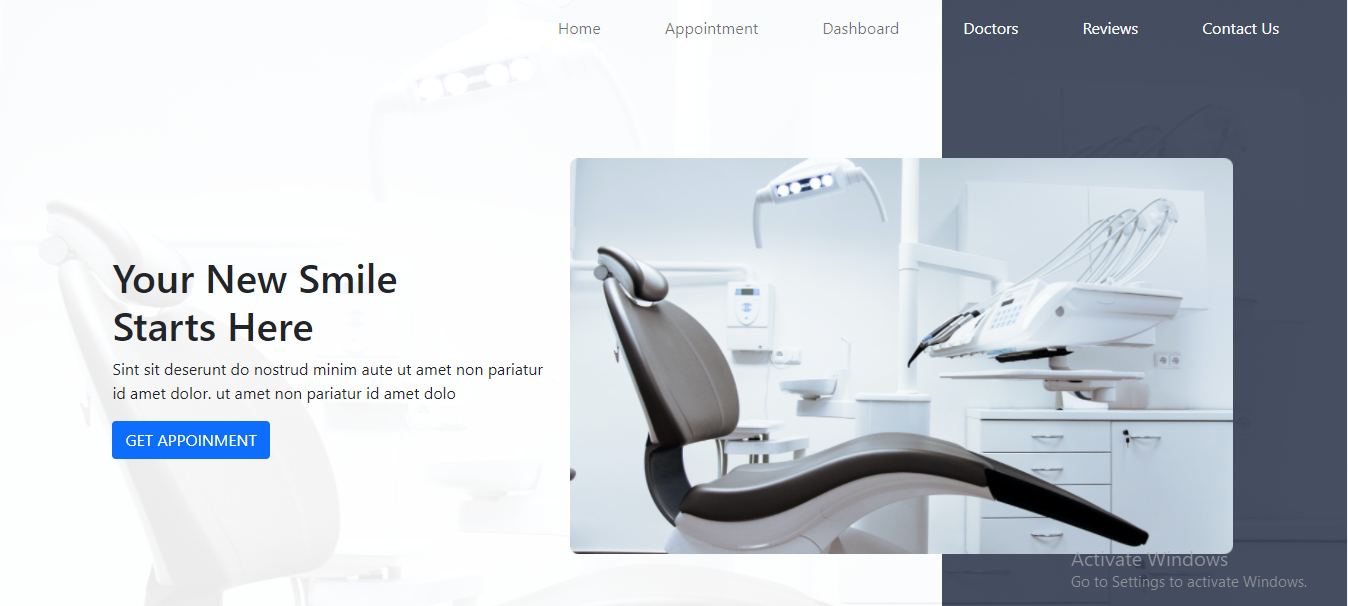 Home Appointment Dashboard Doctors Reviews Contact Us
Your New Smile
Starts Here
Sint sit deserunt do nostrud minim aute ut amet non pariatur
id amet dolor. ut amet non pariatur id amet dolo
GET APPOINMENT
Activate Windows
Go to Settings to activate Windows.